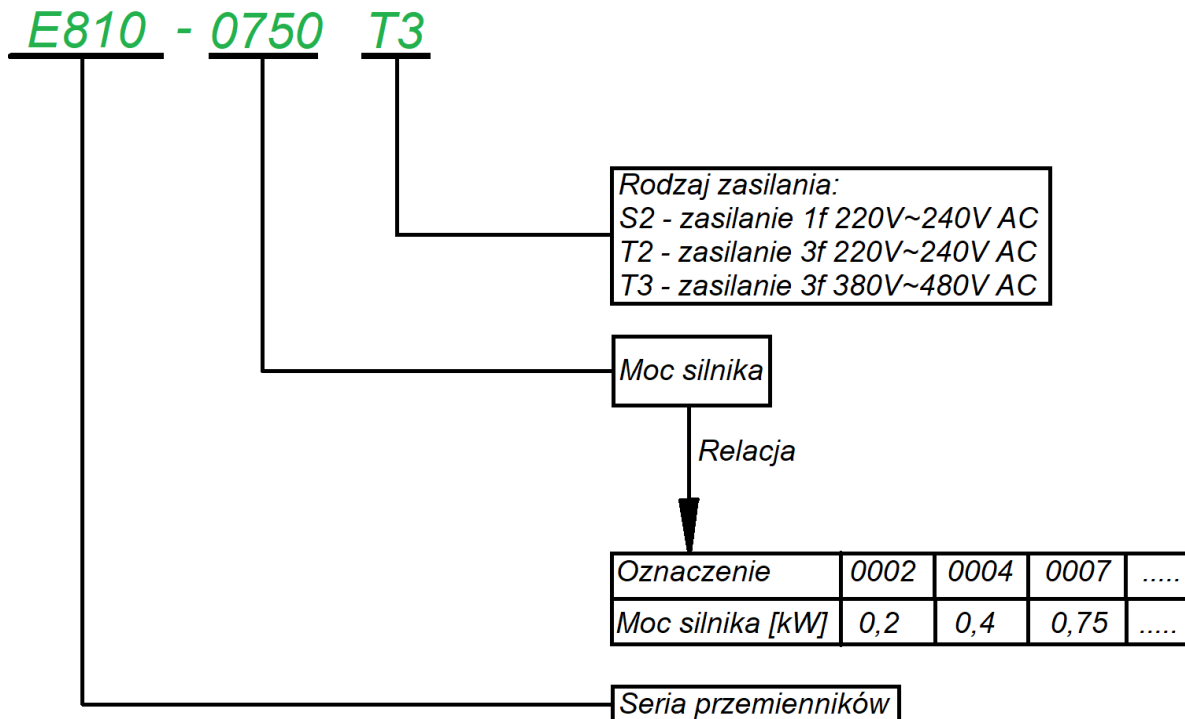 E810 - 0750 T3
Rodzaj zasilania:
S2 - zasilanie 1f 220V~240V AC
T2 - zasilanie 3f 220V~240V AC
T3 - zasilanie 3f 380V~480V AC
Moc silnika
Relacja
Oznaczenie 0002 0004 0007 .....
Moc silnika [kW] 0,2 0,4 0,75 .....
Seria przemienników